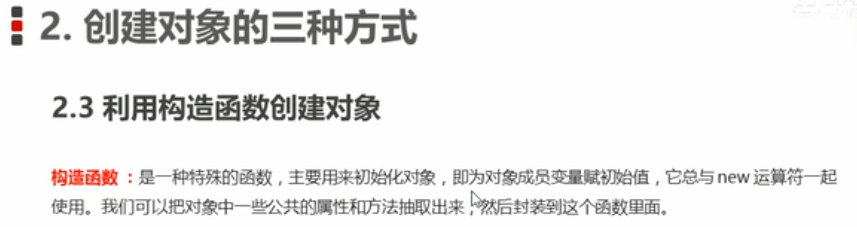 2. 创建对象的三种方式
2.3 利用构造函数创建对象
构造函数 ：是一种特殊的函数，主要用来初始化对象，即为对象成员变量赋初始值，它总与 new 运算符一起
使用。我们可以把对象中一些公共的属性和方法抽取出来，然后封装到这个函数里面。